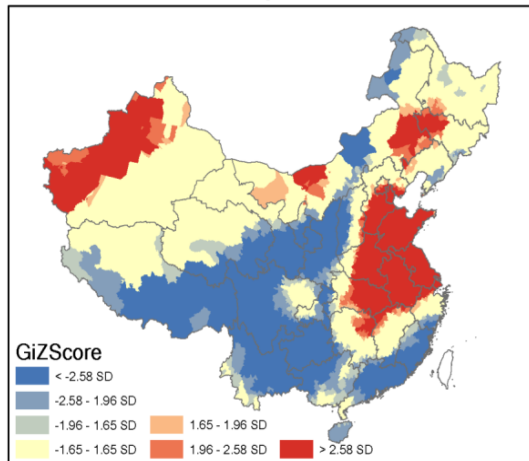 GiZScore
< -2.58 SD
-2.58 - 1.96 SD
-1.96 - 1.65 SD
1.65 - 1.96 SD
-1.65 - 1.65 SD
1.96 - 2.58 SD
> 2.58 SD